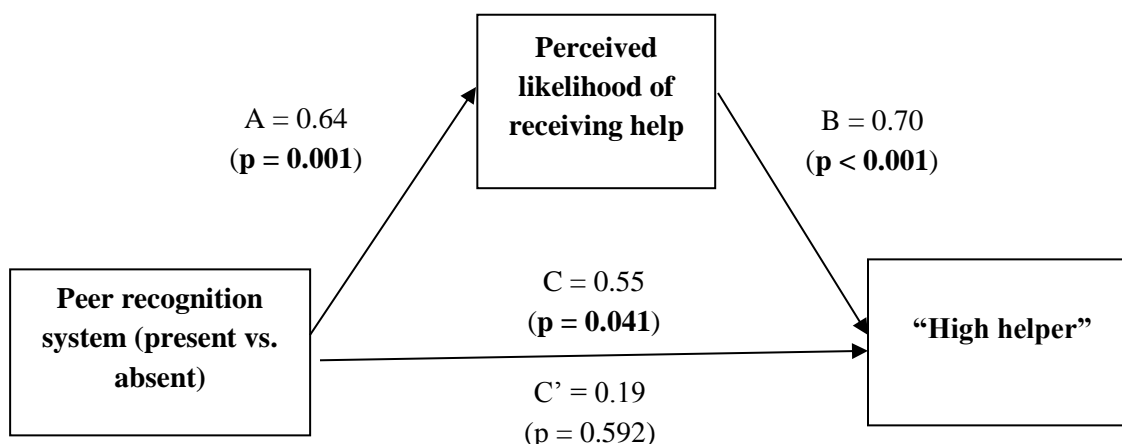 Perceived
likelihood of
receiving help
A = 0.64
(p = 0.001)
B = 0.70
(p < 0.001)
Peer recognition
system (present vs.
absent)
C = 0.55
(p = 0.041)
“High helper”
C’ = 0.19
(p = 0.592)